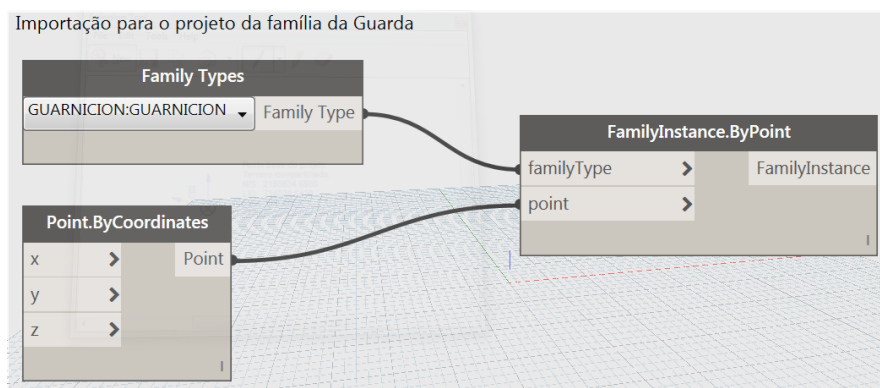 Importação para o projeto da família da Guarda
Family Types
GUARNICION:GUARNICION
Family Type
FamilyInstance.ByPoint
familyType
FamilyInstance
point
Point.ByCoordinates
x
Point
y
z